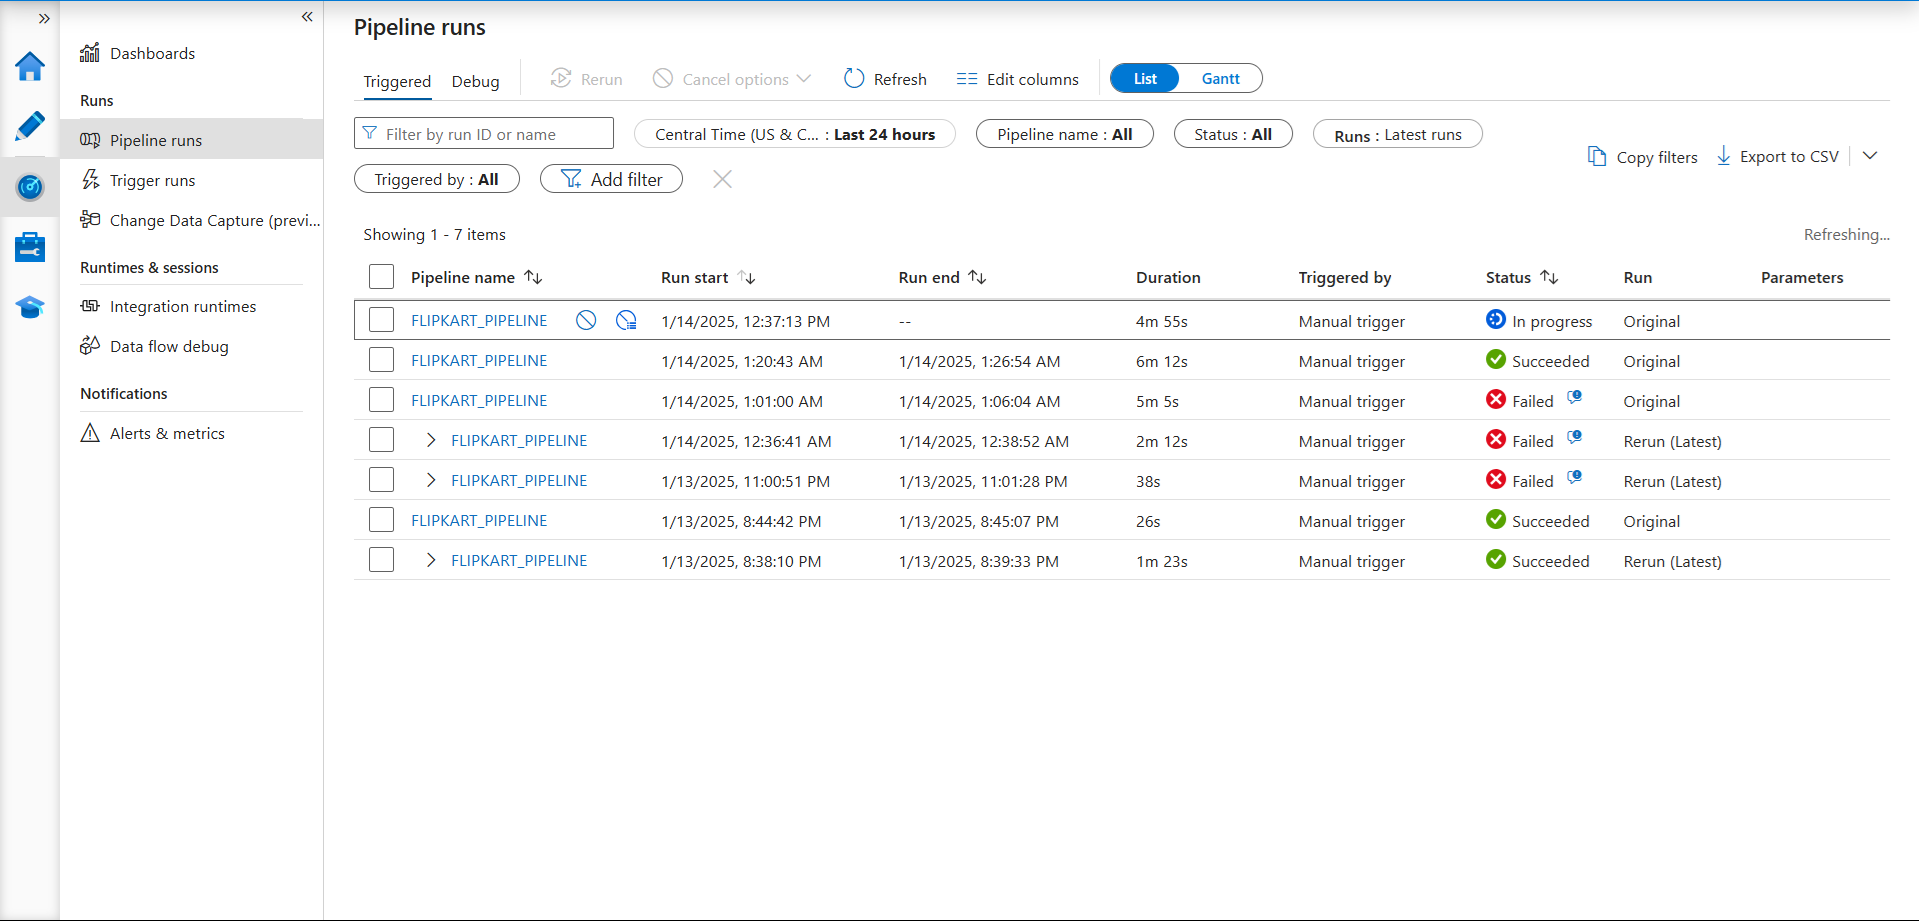 Dashboards
Runs
Pipeline runs
Trigger runs
Change Data Capture (previ...
Runtimes & sessions
Integration runtimes
Data flow debug
Notifications
Alerts & metrics
Pipeline runs
Triggered Debug Rerun Cancel options Refresh Edit columns List Gantt
Filter by run ID or name Central Time (US & C... : Last 24 hours Pipeline name : All Status : All Runs : Latest runs
Triggered by : All Add filter
Copy filters Export to CSV
Showing 1 - 7 items Refreshing...
Pipeline name Run start Run end Duration Triggered by Status Run Parameters
FLIPKART_PIPELINE 1/14/2025, 12:37:13 PM -- 4m 55s Manual trigger In progress Original
FLIPKART_PIPELINE 1/14/2025, 1:20:43 AM 1/14/2025, 1:26:54 AM 6m 12s Manual trigger Succeeded Original
FLIPKART_PIPELINE 1/14/2025, 1:01:00 AM 1/14/2025, 1:06:04 AM 5m 5s Manual trigger Failed Original
FLIPKART_PIPELINE 1/14/2025, 12:36:41 AM 1/14/2025, 12:38:52 AM 2m 12s Manual trigger Failed Rerun (Latest)
FLIPKART_PIPELINE 1/13/2025, 11:00:51 PM 1/13/2025, 11:01:28 PM 38s Manual trigger Failed Rerun (Latest)
FLIPKART_PIPELINE 1/13/2025, 8:44:42 PM 1/13/2025, 8:45:07 PM 26s Manual trigger Succeeded Original
FLIPKART_PIPELINE 1/13/2025, 8:38:10 PM 1/13/2025, 8:39:33 PM 1m 23s Manual trigger Succeeded Rerun (Latest)